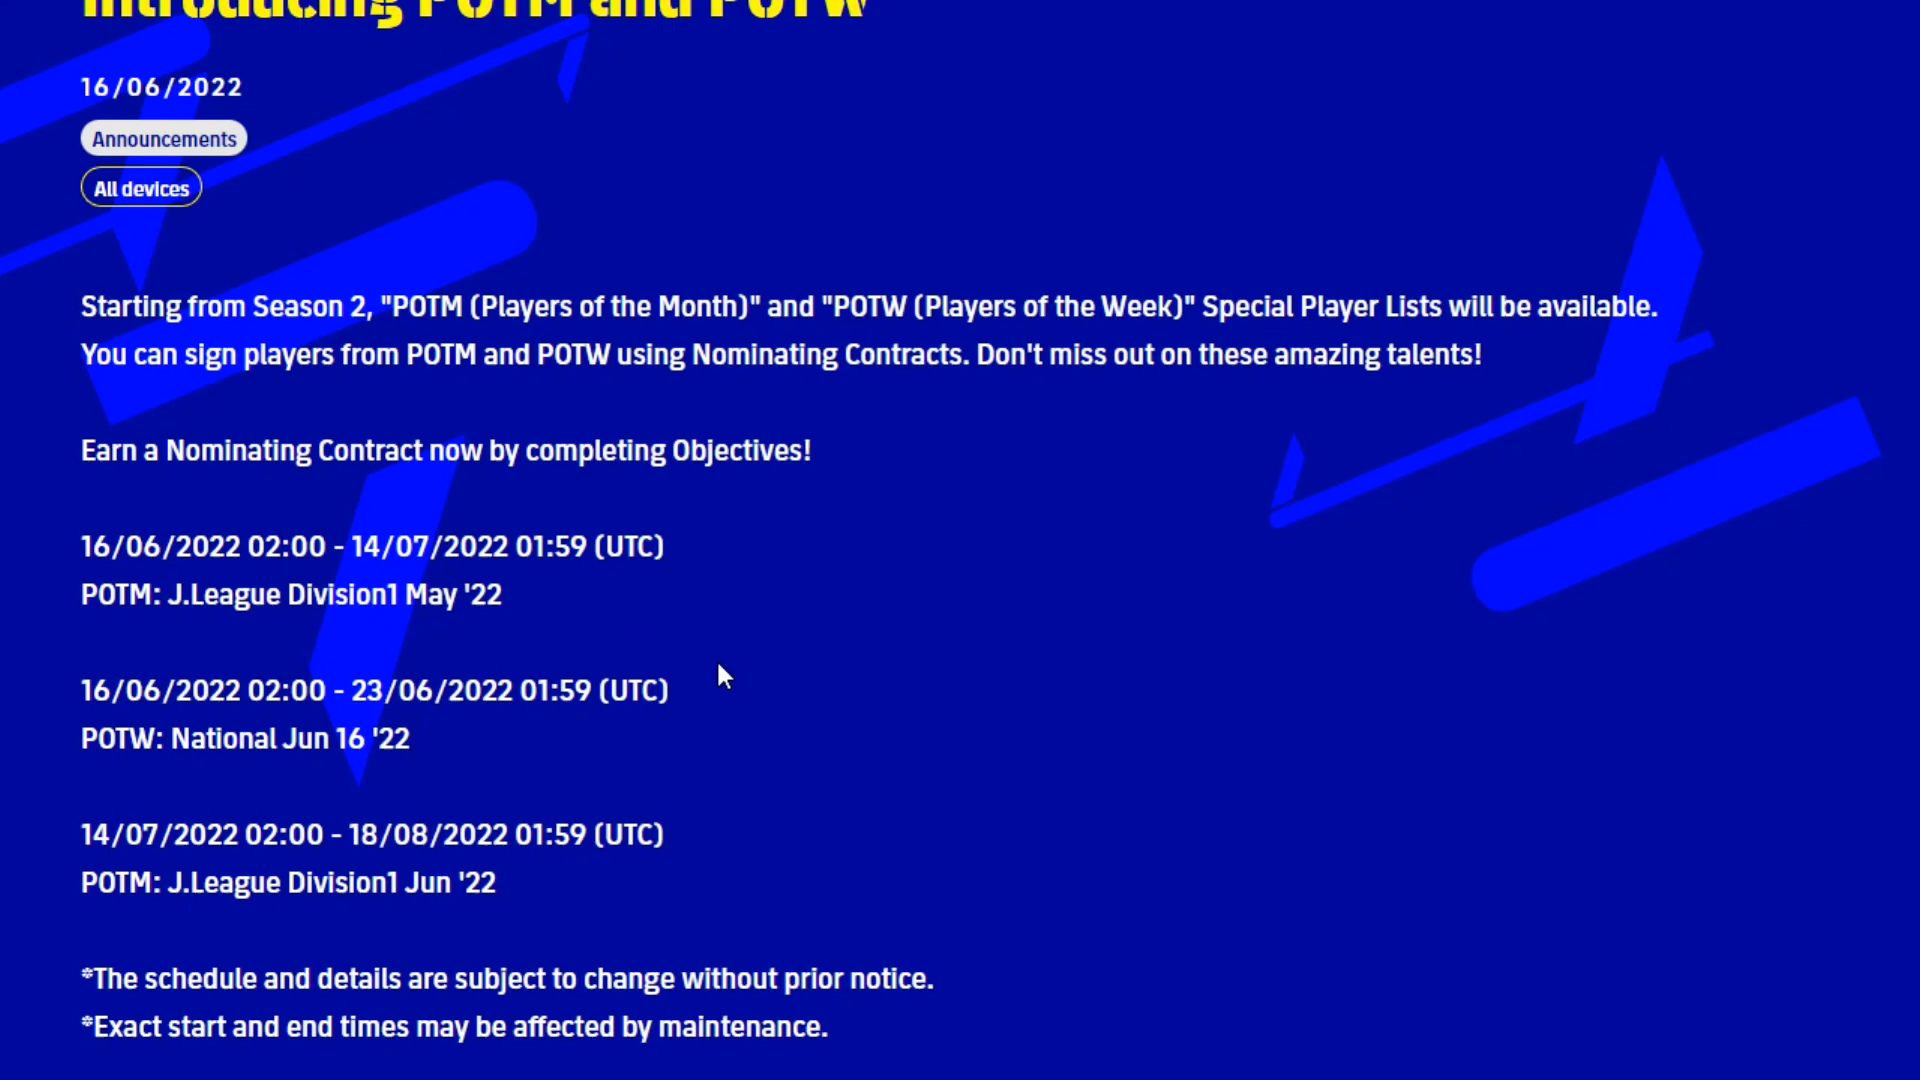 Introducing POTM and POTW
16/06/2022
Announcements
All devices
Starting from Season 2, "POTM (Players of the Month)" and "POTW (Players of the Week)" Special Player Lists will be available.
You can sign players from POTM and POTW using Nominating Contracts. Don't miss out on these amazing talents!
Earn a Nominating Contract now by completing Objectives!
16/06/2022 02:00 - 14/07/2022 01:59 (UTC)
POTM: J.League Division1 May '22
16/06/2022 02:00 - 23/06/2022 01:59 (UTC)
POTW: National Jun 16 '22
14/07/2022 02:00 - 18/08/2022 01:59 (UTC)
POTM: J.League Division1 Jun '22
*The schedule and details are subject to change without prior notice.
*Exact start and end times may be affected by maintenance.